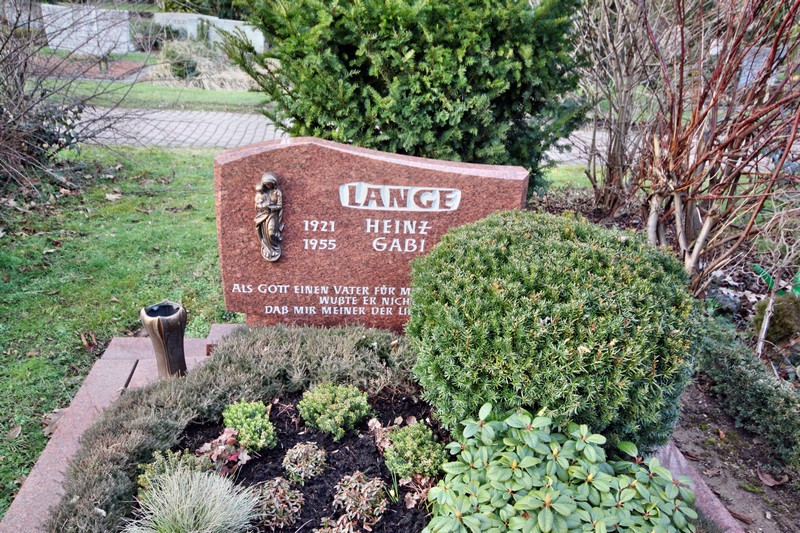 LANGE
1921 HEINZ
1955 GABI
ALS GOTT EINEN VATER FÜR
WUßTE ER
DAß MIR MEINER DER